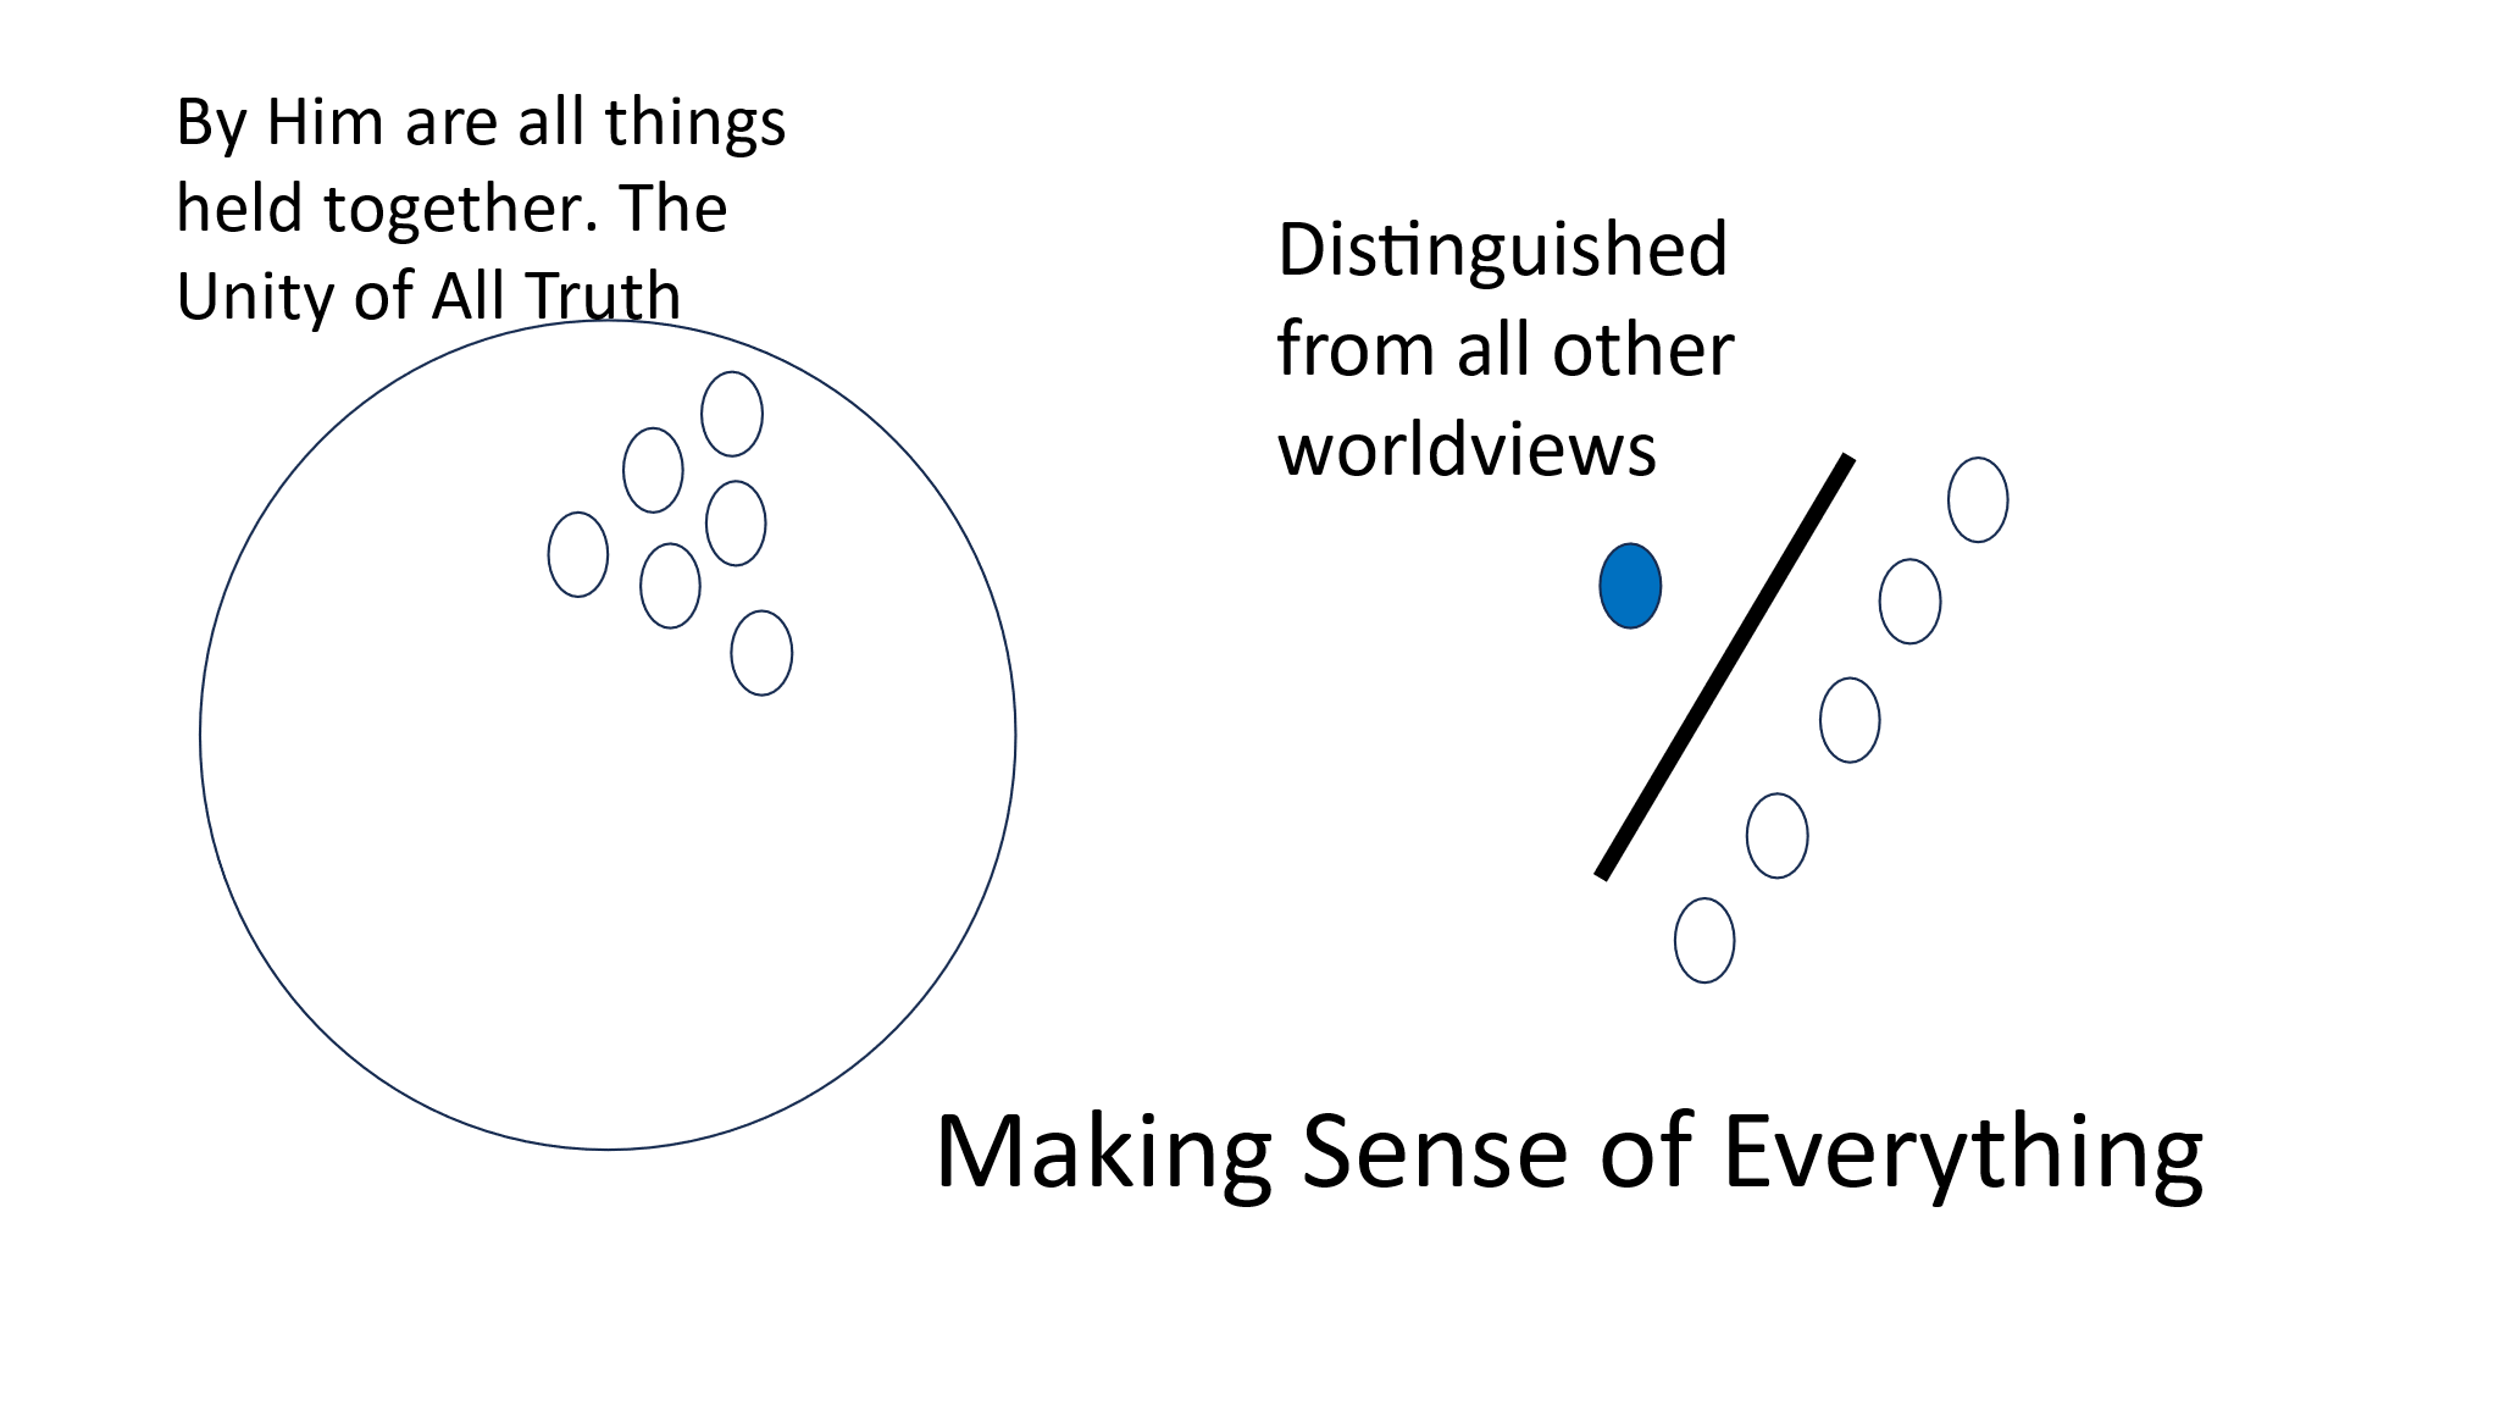 By Him are all things
held together. The
Unity of All Truth
Distinguished
from all other
worldviews
Making Sense of Everything